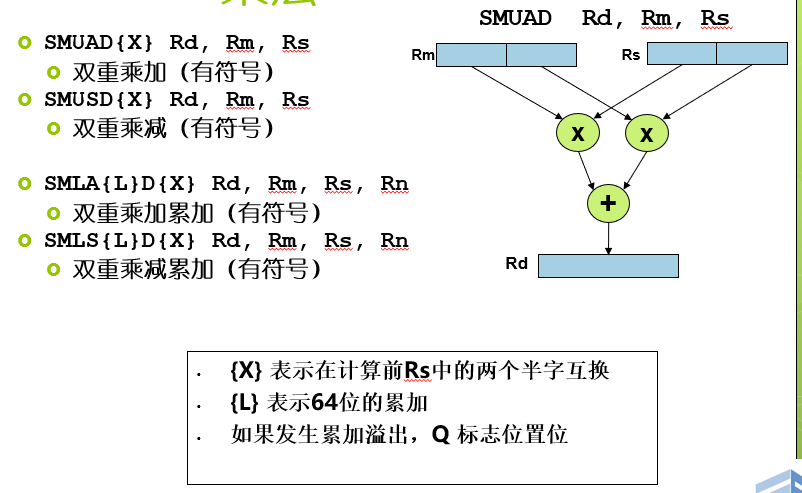 SMUAD{X} Rd, Rm, Rs
双重乘加（有符号）
SMUSD{X} Rd, Rm, Rs
双重乘减（有符号）
SMLA{L}D{X} Rd, Rm, Rs, Rn
双重乘加累加（有符号）
SMLS{L}D{X} Rd, Rm, Rs, Rn
双重乘减累加（有符号）
SMUAD Rd, Rm, Rs
Rm
Rs
x
x
+
Rd
{X} 表示在计算前Rs中的两个半字互换
{L} 表示64位的累加
如果发生累加溢出，Q 标志位置位